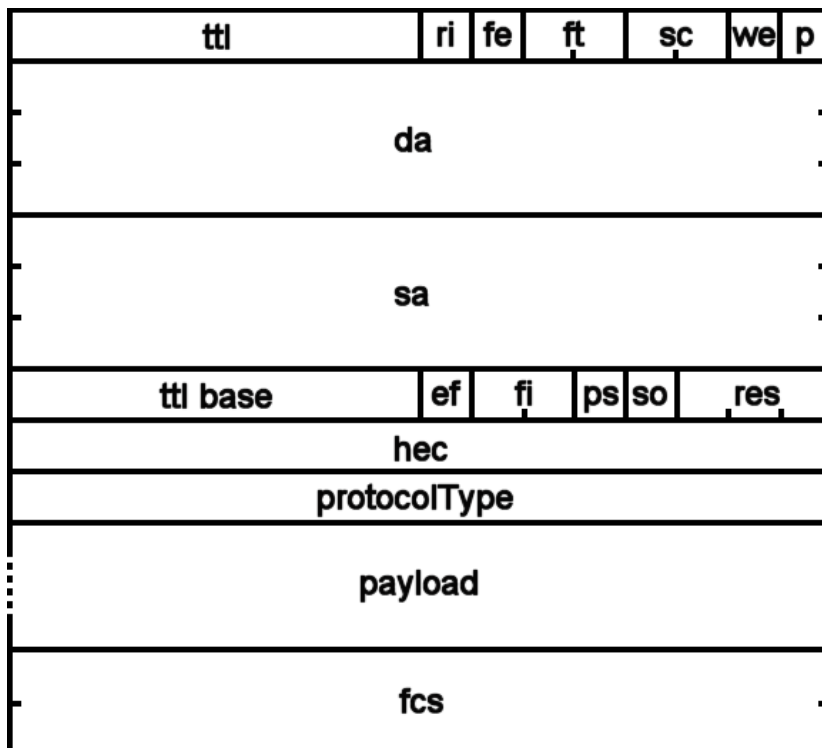 ttl ri fe ft sc we p
da
sa
ttl base ef fi ps so res
hec
protocolType
payload
fcs